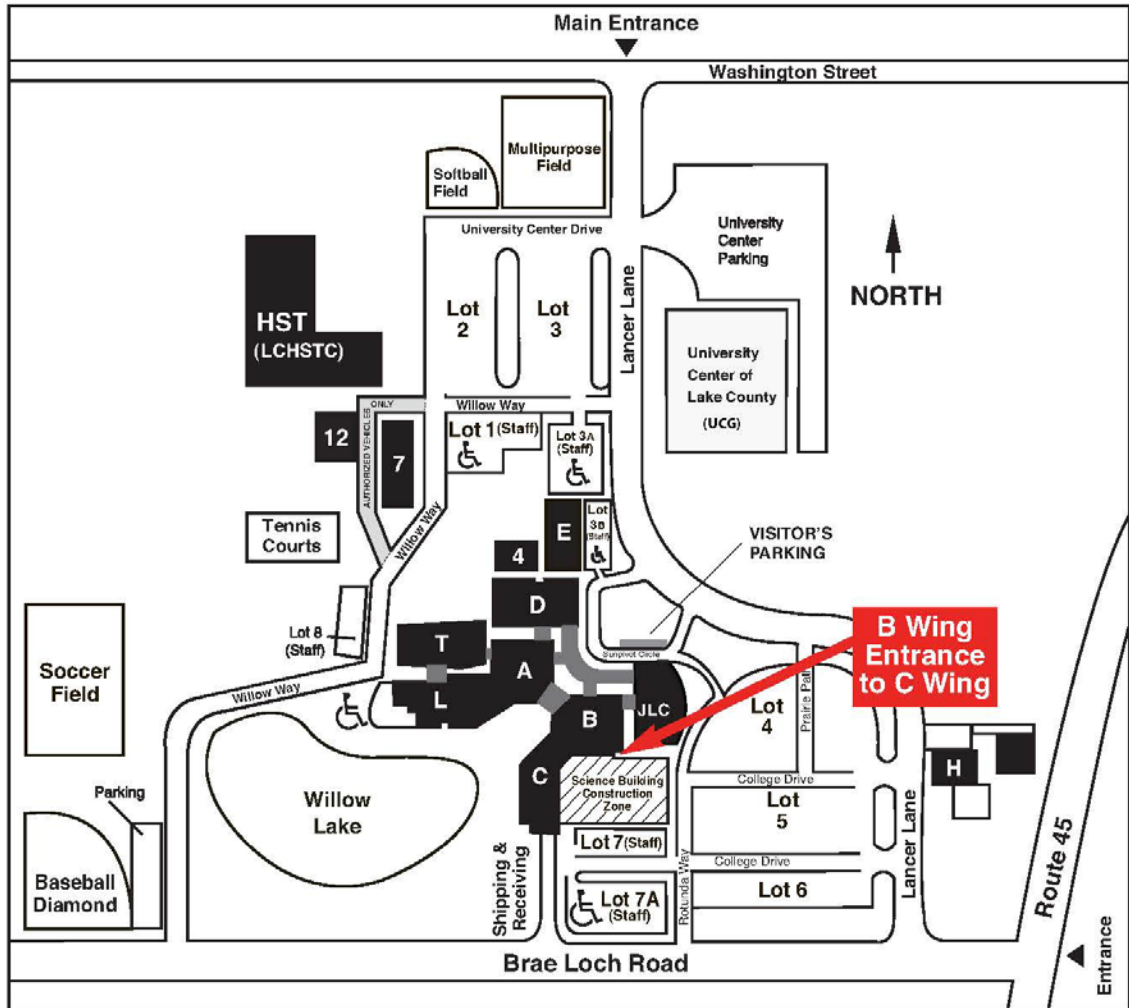 Main Entrance
Washington Street
Multipurpose
Field
Softball
Field
University Center Drive
University
Center
Parking
NORTH
HST
(LCHSTC)
Lot
2
Lot
3
Lancer Lane
University
Center of
Lake County
(UCG)
ONLY
AUTHORIZED VEHICLES
Willow Way
12
7
Lot 1 (Staff)
Lot 3A
(Staff)
Lot
3B
(Staff)
E
Tennis
Courts
Willow Way
4
VISITOR'S
PARKING
D
Lot 8
(Staff)
T
A
Sunpivot Circle
B Wing
Entrance
to C Wing
Soccer
Field
Willow Way
L
B
JLC
Lot
4
Prairie Path
C
H
Science Building
Construction
Zone
College Drive
Parking
Willow
Lake
Lot
5
Lot 7 (Staff)
College Drive
Lancer Lane
Route 45
Baseball
Diamond
Shipping &
Receiving
Lot 7A
(Staff)
Rotunda Way
Lot 6
Brae Loch Road
Entrance